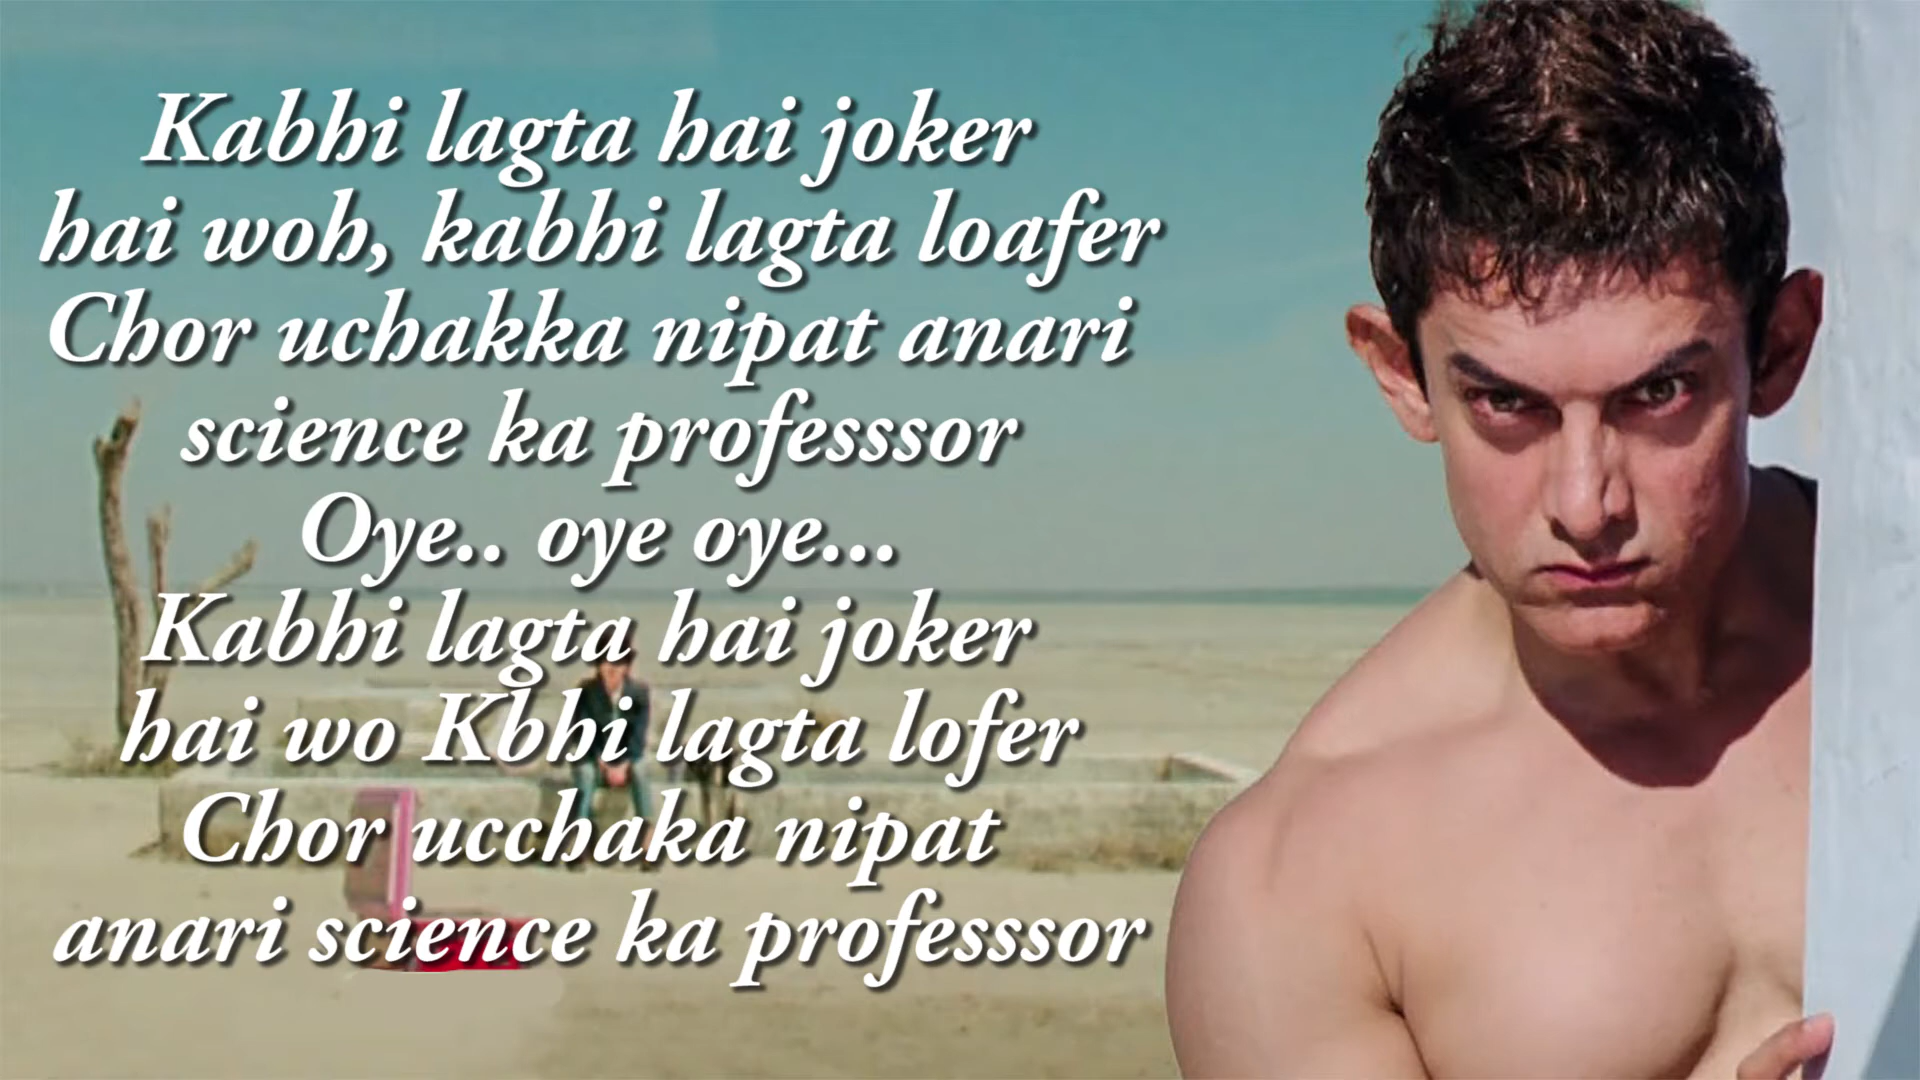 Kabhi lagta hai joker
hai woh, kabhi lagta loafer
Chor uchakka nipat anari
science ka professsor
Oye.. oye oye...
Kabhi lagta hai joker
hai wo Kbhi lagta lofer
Chor ucchaka nipat
anari science ka professsor